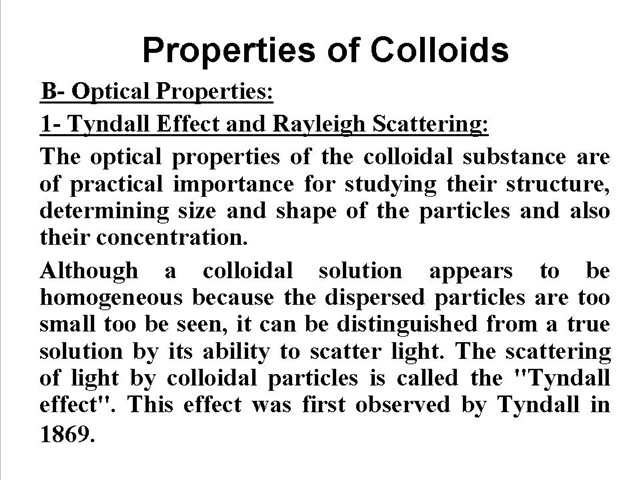 Properties of Colloids
B- Optical Properties:
1- Tyndall Effect and Rayleigh Scattering:
The optical properties of the colloidal substance are
of practical importance for studying their structure,
determining size and shape of the particles and also
their concentration.
Although a colloidal solution appears to be
homogeneous because the dispersed particles are too
small too be seen, it can be distinguished from a true
solution by its ability to scatter light. The scattering
of light by colloidal particles is called the "Tyndall
effect". This effect was first observed by Tyndall in
1869.